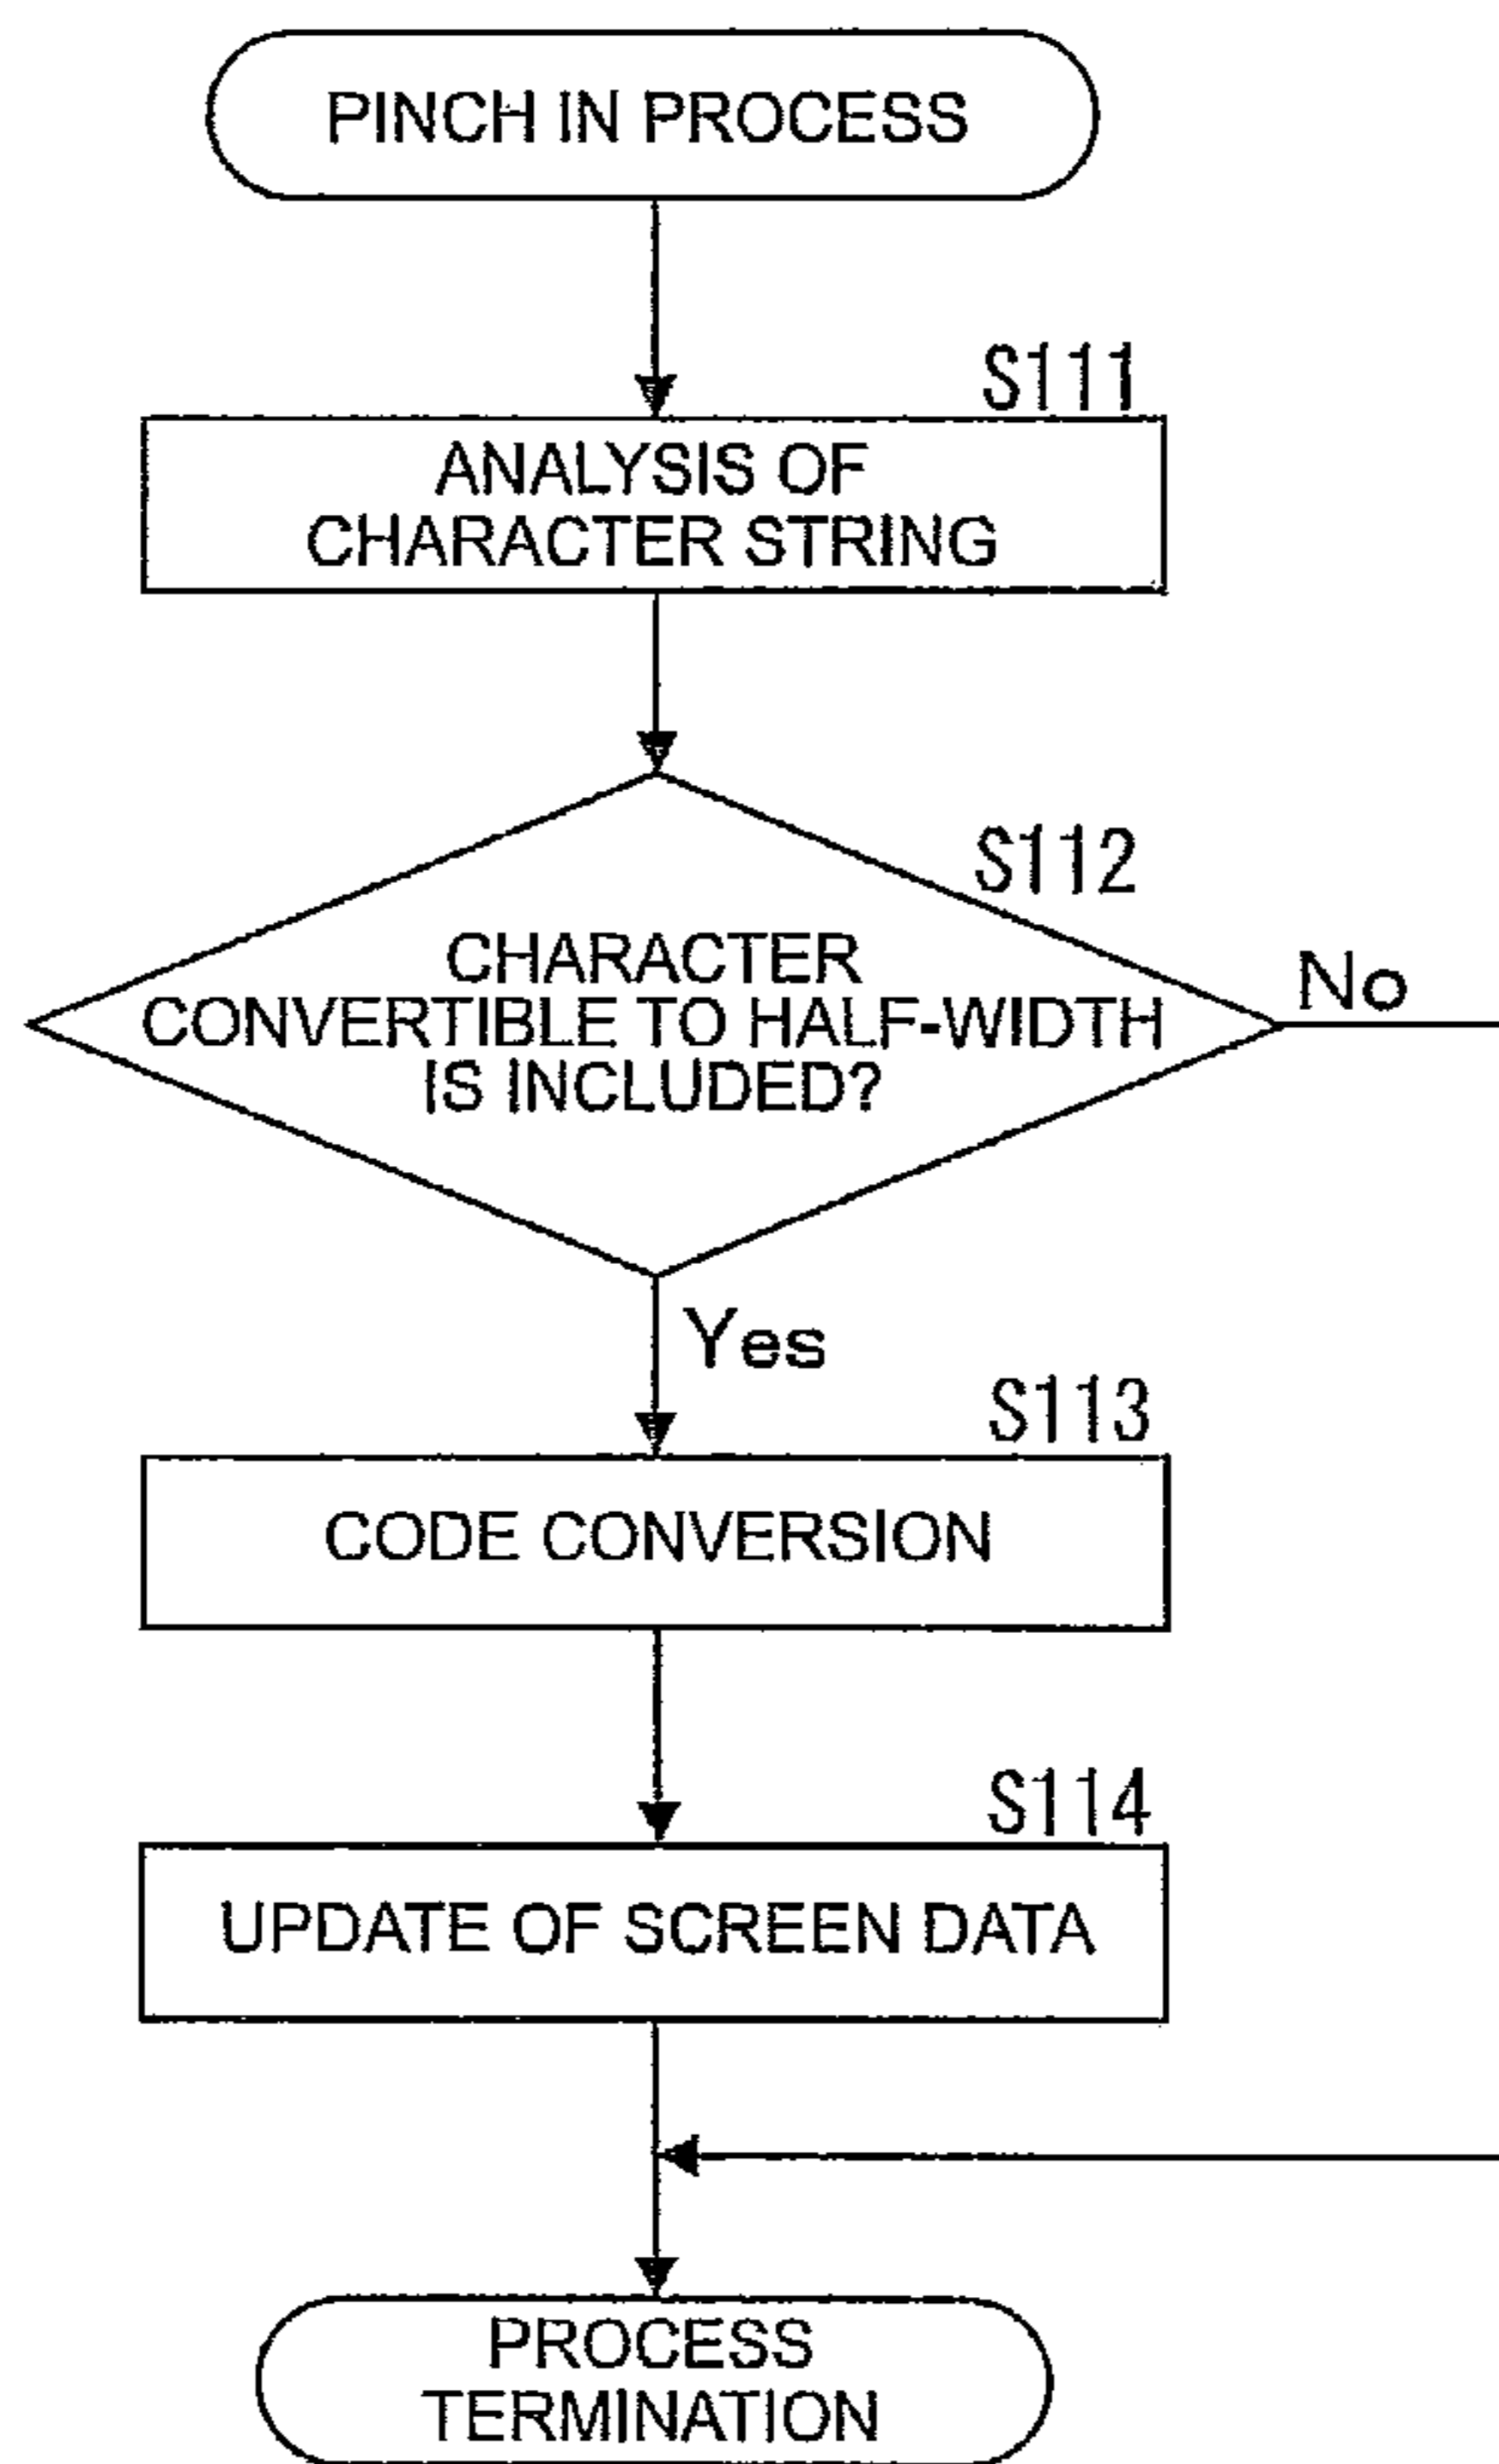 PINCH IN PROCESS
S111
ANALYSIS OF
CHARACTER STRING
S112
CHARACTER
CONVERTIBLE TO HALF-WIDTH
IS INCLUDED?
No
Yes
S113
CODE CONVERSION
S114
UPDATE OF SCREEN DATA
PROCESS
TERMINATION